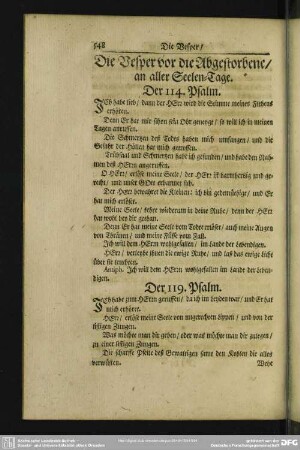 548 Die Vesper/
Die Vesper vor die Abgestorbene/
an aller Seelen-Tage.
Der 114. Psalm.
ICh habe lieb/ dann der HErr wird die Stimme meines Flehens
erhören.
Denn Er hat mir sein Ohr geneigt/ so will ich in meinen
Tagen anruffen.
Die Schmertzen des Todes haben mich umfangen/ und die
Gefahr der Höllen hat mich getroffen.
Trübsaal und Schmertzen habe ich gefunden/ und habe den Nah-
men des HErrn angeruffen.
O HErr/ erlöse meine Seele/ der HErr ist barmhertzig und ge-
recht/ und unser GOtt erbarmet sich.
Der HErr bewahret die Kleinen: ich bin gedemüthiget/ und Er
hat mich erlöset.
Meine Seele/ kehre wiederum in deine Ruhe/ denn der HErr
hat wohl bey dir gethan.
Denn Er hat meine Seele vom Tode erlöset/ auch meine Augen
von Thränen/ und meine Füsse vom Fall.
Ich will dem HErrn wohlgefallen/ im Lande der Lebendigen.
HErr/ verleyhe ihnen die ewige Ruhe/ und laß das ewige Licht
über sie leuchten.
Antiph. Ich will dem HErrn wohlgefallen im Lande der Leben-
digen.
Der 119. Psalm.
ICh habe zum HErrn geruffen/ da ich im Leyden war/ und Er hat
mich erhöret.
HErr/ erlöse meine Seele von ungerechten Lippen/ und von der
listigen Zungen.
Was möchte man dir geben/ oder was möchte man dir zulegen/
zu einer listigen Zungen.
Die scharffe Pfeile des Gewaltigen samt den Kohlen die alles
verwüsten.
Wehe